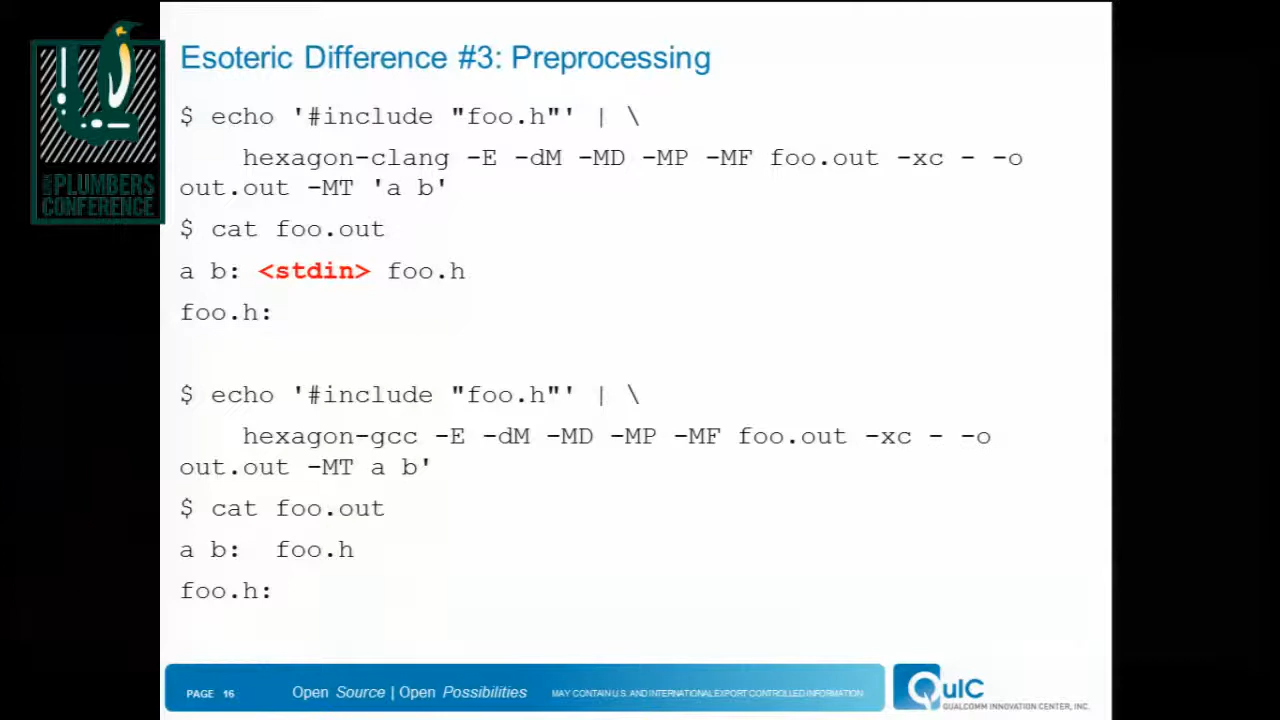 Esoteric Difference #3: Preprocessing
$ echo '#include "foo.h"' | \
hexagon-clang -E -dM -MD -MP -MF foo.out -xc - -o
out.out -MT 'a b'
$ cat foo.out
a b: <stdin> foo.h
foo.h:
$ echo '#include "foo.h"' | \
hexagon-gcc -E -dM -MD -MP -MF foo.out -xc - -o
out.out -MT a b'
$ cat foo.out
a b:  foo.h
foo.h:
PLUMBERS
CONFERENCE
PAGE 16
Open Source | Open Possibilities
MAY CONTAIN U.S. AND INTERNATIONAL EXPORT CONTROLLED INFORMATION
QuIC
QUALCOMM INNOVATION CENTER, INC.